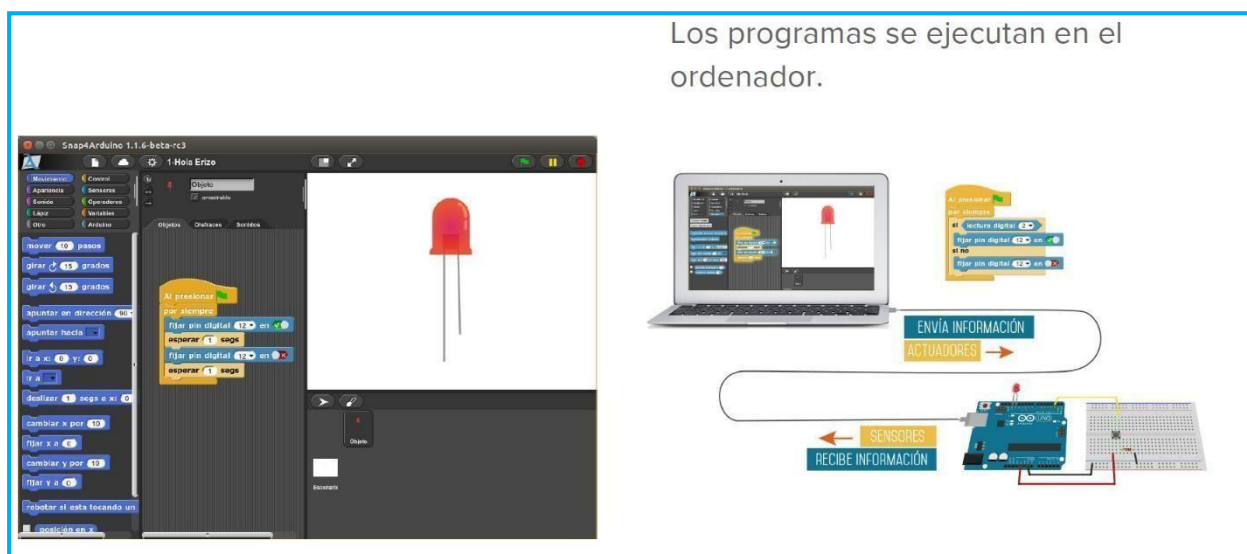 Los programas se ejecutan en el
ordenador.
Snap4Arduino 1.1.6-beta-rc3
1-Hola Erizo
Movimiento Control
Apariencia Sensores
Sonido Operadores
Lápiz Variables
Otro Arduino
Objeto
arrastrable
Objetos Disfraces Sonidos
mover 10 pasos
girar 15 grados
girar 15 grados
apuntar en dirección 90
apuntar hacia
ir a x: 0 y: 0
ir a
deslizar 1 segs a x: 0
cambiar x por 10
fijar x a 0
cambiar y por 10
fijar y a 0
rebotar si esta tocando un
posición en x
Al presionar
por siempre
fijar pin digital 12 en
esperar 1 segs
fijar pin digital 12 en
esperar 1 segs
Objeto
Escenario
Al presionar
por siempre
si lectura digital 2
fijar pin digital 12 en
si no
fijar pin digital 12 en
ENVÍA INFORMACIÓN
ACTUADORES
SENSORES
RECIBE INFORMACIÓN
UNO